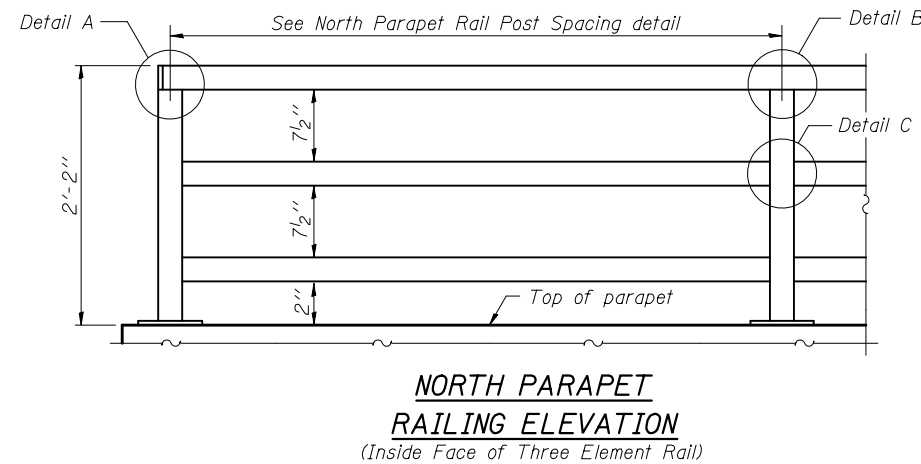 Detail A
See North Parapet Rail Post Spacing detail
Detail B
Detail C
2'-2"
7½"
7½"
2"
Top of parapet
NORTH PARAPET
RAILING ELEVATION
(Inside Face of Three Element Rail)